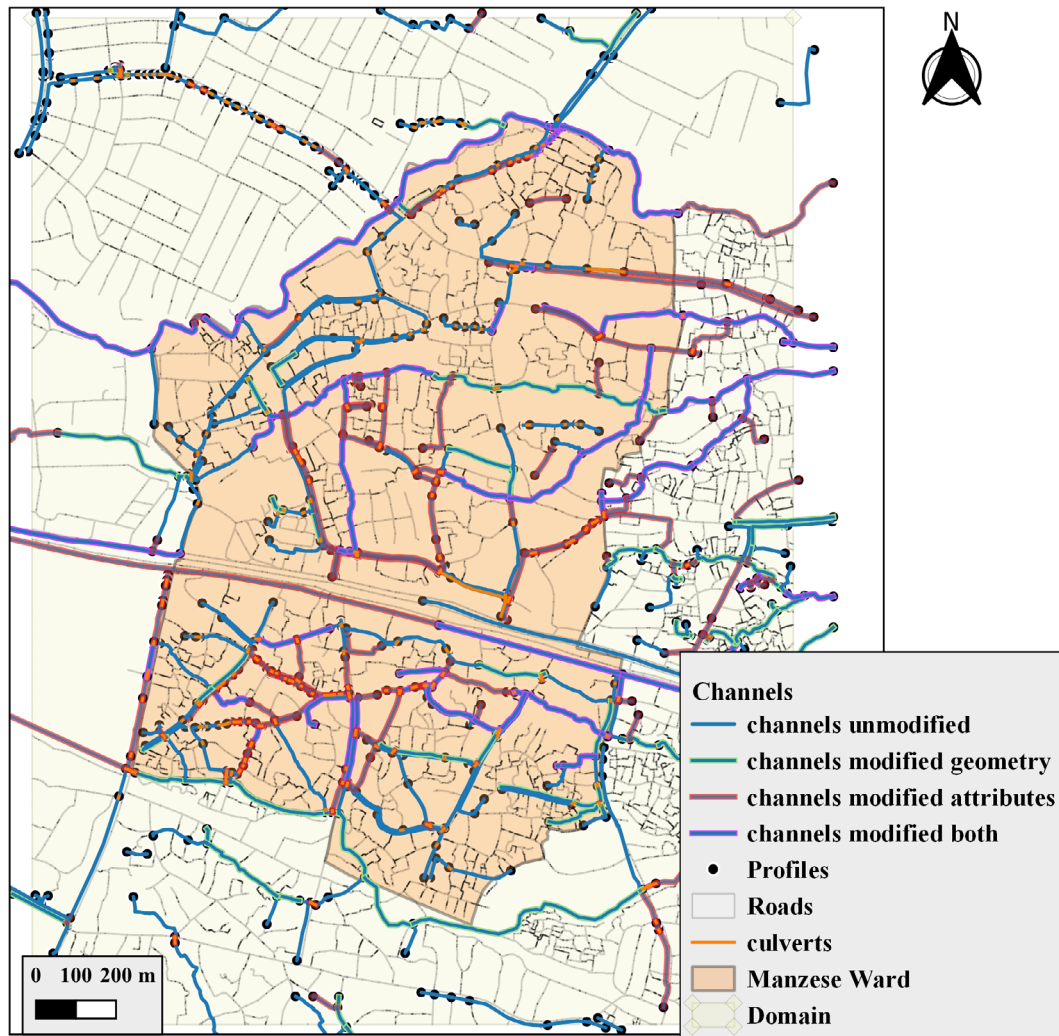 N
Channels
channels unmodified
channels modified geometry
channels modified attributes
channels modified both
Profiles
Roads
culverts
Manzese Ward
Domain
0 100 200 m